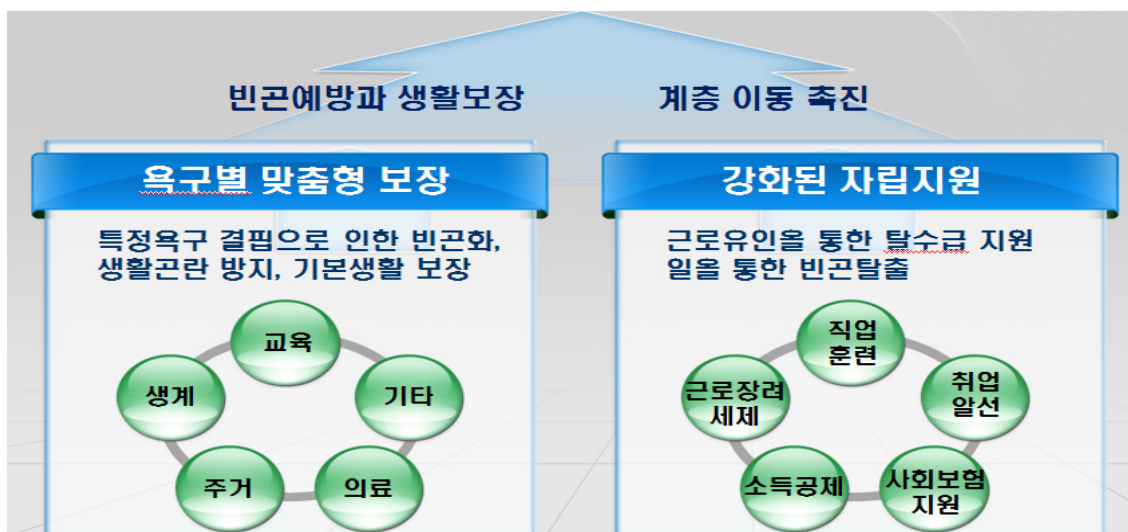 빈곤예방과 생활보장
계층 이동 촉진
욕구별 맞춤형 보장
특정욕구 결핍으로 인한 빈곤화,
생활곤란 방지, 기본생활 보장
교육
생계
기타
주거
의료
강화된 자립지원
근로유인을 통한 탈수급 지원
일을 통한 빈곤탈출
직업
훈련
근로장려
세제
취업
알선
소득공제
사회보험
지원